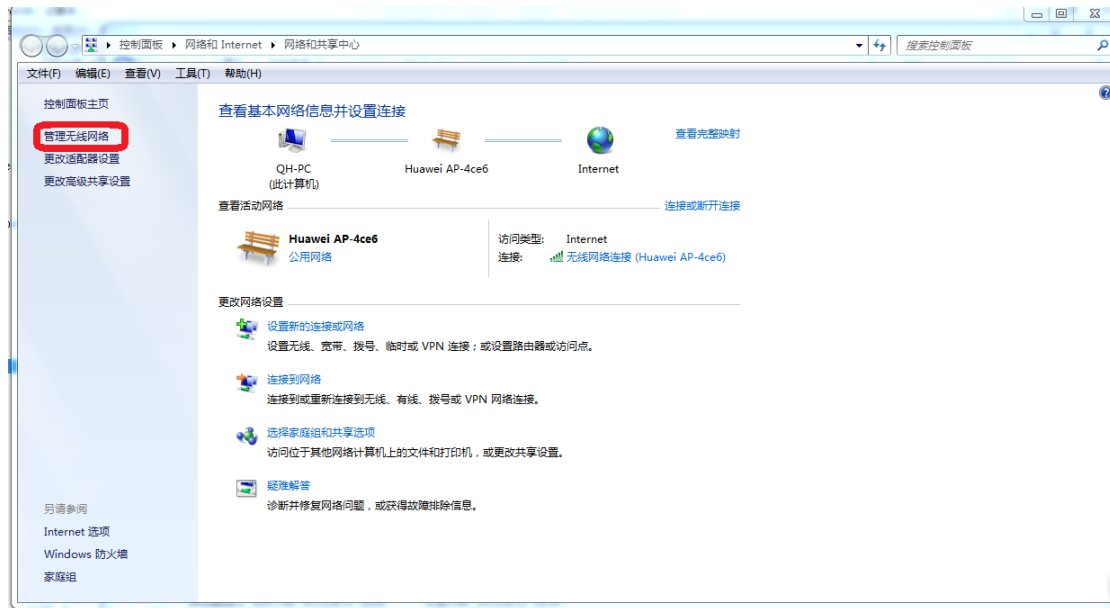 控制面板 ▸ 网络和 Internet ▸ 网络和共享中心
搜索控制面板
文件(F) 编辑(E) 查看(V) 工具(T) 帮助(H)
控制面板主页
管理无线网络
更改适配器设置
更改高级共享设置
查看基本网络信息并设置连接
查看完整映射
QH-PC
(此计算机)
Huawei AP-4ce6
Internet
查看活动网络
连接或断开连接
Huawei AP-4ce6
公用网络
访问类型: Internet
连接: 无线网络连接 (Huawei AP-4ce6)
更改网络设置
设置新的连接或网络
设置无线、宽带、拨号、临时或 VPN 连接；或设置路由器或访问点。
连接到网络
连接到或重新连接到无线、有线、拨号或 VPN 网络连接。
选择家庭组和共享选项
访问位于其他网络计算机上的文件和打印机，或更改共享设置。
疑难解答
诊断并修复网络问题，或获得故障排除信息。
另请参阅
Internet 选项
Windows 防火墙
家庭组